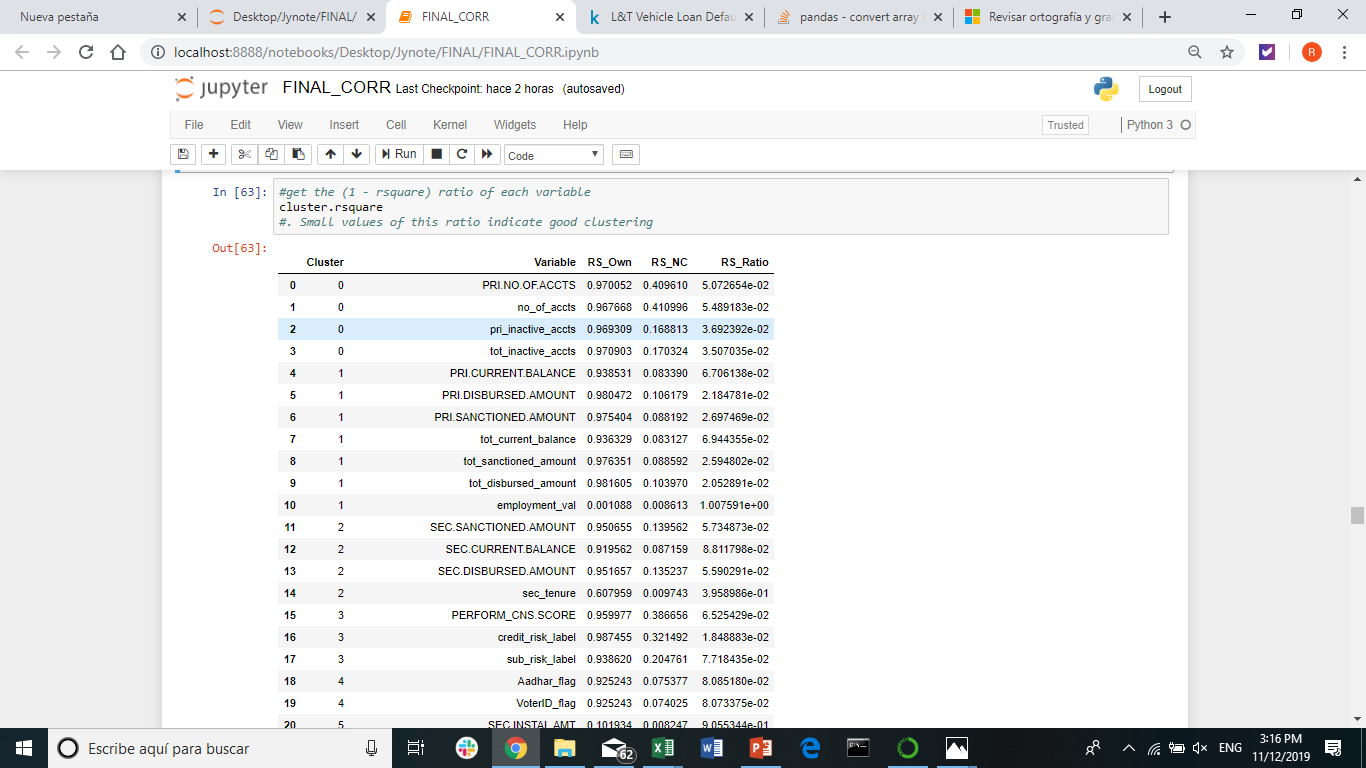 Nueva pestaña
Desktop/Jynote/FINAL/
FINAL_CORR
L&T Vehicle Loan Defau
pandas - convert array
Revisar ortografía y gra
localhost:8888/notebooks/Desktop/Jynote/FINAL/FINAL_CORR.ipynb
R
jupyter FINAL_CORR Last Checkpoint: hace 2 horas (autosaved)
Logout
File Edit View Insert Cell Kernel Widgets Help
Trusted
Python 3
Run
Code
In [63]: #get the (1 - rsquare) ratio of each variable
cluster.rsquare
#. Small values of this ratio indicate good clustering
Out[63]:
Cluster Variable RS_Own RS_NC RS_Ratio
0 0 PRI.NO.OF.ACCTS 0.970052 0.409610 5.072654e-02
1 0 no_of_accts 0.967668 0.410996 5.489183e-02
2 0 pri_inactive_accts 0.969309 0.168813 3.692392e-02
3 0 tot_inactive_accts 0.970903 0.170324 3.507035e-02
4 1 PRI.CURRENT.BALANCE 0.938531 0.083390 6.706138e-02
5 1 PRI.DISBURSED.AMOUNT 0.980472 0.106179 2.184781e-02
6 1 PRI.SANCTIONED.AMOUNT 0.975404 0.088192 2.697469e-02
7 1 tot_current_balance 0.936329 0.083127 6.944355e-02
8 1 tot_sanctioned_amount 0.976351 0.088592 2.594802e-02
9 1 tot_disbursed_amount 0.981605 0.103970 2.052891e-02
10 1 employment_val 0.001088 0.008613 1.007591e+00
11 2 SEC.SANCTIONED.AMOUNT 0.950655 0.139562 5.734873e-02
12 2 SEC.CURRENT.BALANCE 0.919562 0.087159 8.811798e-02
13 2 SEC.DISBURSED.AMOUNT 0.951657 0.135237 5.590291e-02
14 2 sec_tenure 0.607959 0.009743 3.958986e-01
15 3 PERFORM_CNS.SCORE 0.959977 0.386656 6.525429e-02
16 3 credit_risk_label 0.987455 0.321492 1.848883e-02
17 3 sub_risk_label 0.938620 0.204761 7.718435e-02
18 4 Aadhar_flag 0.925243 0.075377 8.085180e-02
19 4 VoterID_flag 0.925243 0.074025 8.073375e-02
20 5 SEC.INSTAL.AMT 0.101934 0.008247 9.055344e-01
Escribe aquí para buscar
62
ENG
3:16 PM
11/12/2019